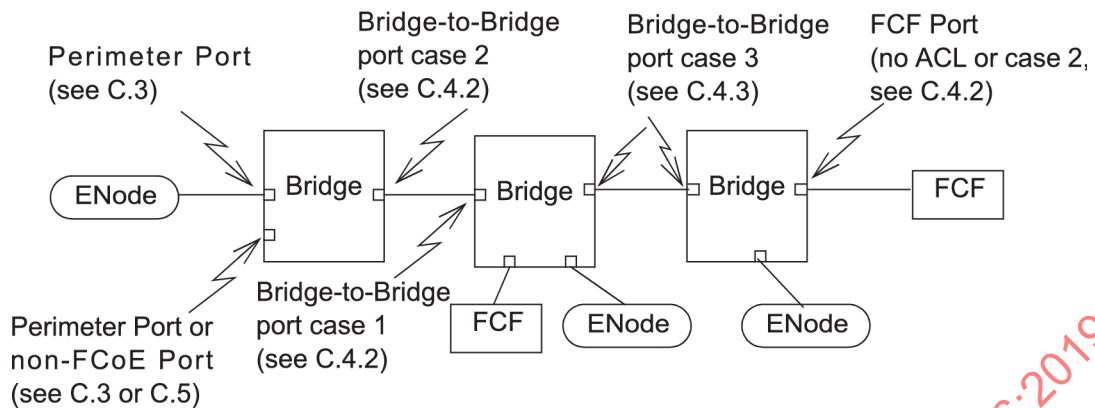 Perimeter Port
(see C.3)
Bridge-to-Bridge
port case 2
(see C.4.2)
Bridge-to-Bridge
port case 3
(see C.4.3)
FCF Port
(no ACL or case 2,
see C.4.2)
ENode
Bridge
Bridge
Bridge
FCF
Perimeter Port or
non-FCoE Port
(see C.3 or C.5)
Bridge-to-Bridge
port case 1
(see C.4.2)
FCF
ENode
ENode
:2019